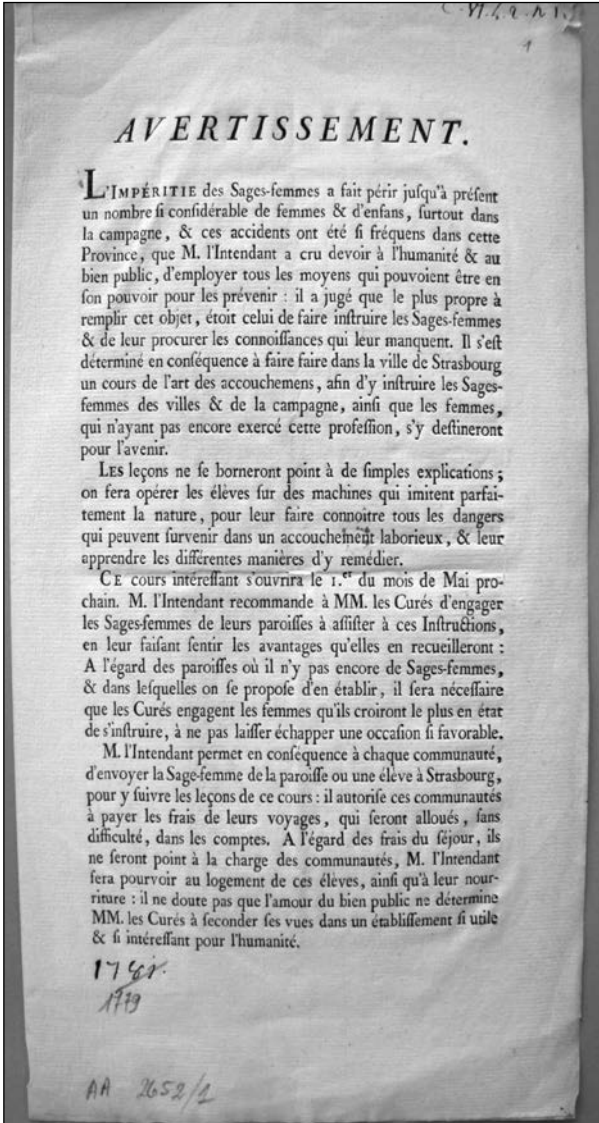 1
AVERTISSEMENT.
L'IMPÉRITIE des Sages-femmes a fait périr juſqu'à préſent
un nombre ſi conſidérable de femmes & d'enfans, ſurtout dans
la campagne, & ces accidents ont été ſi fréquens dans cette
Province, que M. l'Intendant a cru devoir à l'humanité & au
bien public, d'employer tous les moyens qui pouvoient être en
ſon pouvoir pour les prévenir : il a jugé que le plus propre à
remplir cet objet, étoit celui de faire inſtruire les Sages-femmes
& de leur procurer les connoiſſances qui leur manquent. Il s'eſt
déterminé en conſéquence à faire faire dans la ville de Strasbourg
un cours de l'art des accouchemens, afin d'y inſtruire les Sages-
femmes des villes & de la campagne, ainſi que les femmes,
qui n'ayant pas encore exercé cette profeſſion, s'y deſtineront
pour l'avenir.
LES leçons ne ſe borneront point à de ſimples explications ;
on fera opérer les élèves ſur des machines qui imitent parfai-
tement la nature, pour leur faire connoitre tous les dangers
qui peuvent ſurvenir dans un accouchement laborieux, & leur
apprendre les différentes manières d'y remédier.
CE cours intéreſſant s'ouvrira le 1.er du mois de Mai pro-
chain. M. l'Intendant recommande à MM. les Curés d'engager
les Sages-femmes de leurs paroiſſes à aſſiſter à ces Inſtructions,
en leur faiſant ſentir les avantages qu'elles en recueilleront :
A l'égard des paroiſſes où il n'y pas encore de Sages-femmes,
& dans leſquelles on ſe propoſe d'en établir, il ſera néceſſaire
que les Curés engagent les femmes qu'ils croiront le plus en état
de s'inſtruire, à ne pas laiſſer échapper une occaſion ſi favorable.
M. l'Intendant permet en conſéquence à chaque communauté,
d'envoyer la Sage-femme de la paroiſſe ou une élève à Strasbourg,
pour y ſuivre les leçons de ce cours : il autoriſe ces communautés
à payer les frais de leurs voyages, qui ſeront alloués, ſans
difficulté, dans les comptes. A l'égard des frais du ſéjour, ils
ne ſeront point à la charge des communautés, M. l'Intendant
fera pourvoir au logement de ces élèves, ainſi qu'à leur nour-
riture : il ne doute pas que l'amour du bien public ne détermine
MM. les Curés à ſeconder ſes vues dans un établiſſement ſi utile
& ſi intéreſſant pour l'humanité.
1779
AA 2652/1